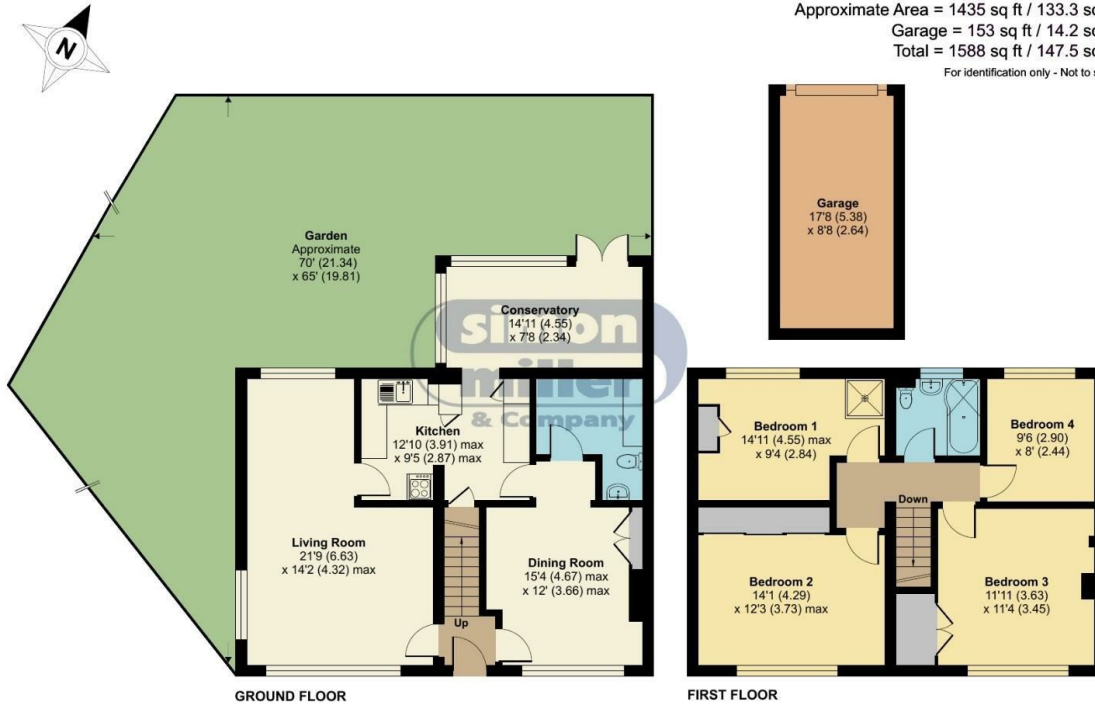 Approximate Area = 1435 sq ft / 133.3 sq
Garage = 153 sq ft / 14.2 sq
Total = 1588 sq ft / 147.5 sq
For identification only - Not to s
N
Garage
17'8 (5.38)
x 8'8 (2.64)
Garden
Approximate
70' (21.34)
x 65' (19.81)
Conservatory
14'11 (4.55)
x 7'8 (2.34)
simon
miller
& Company
Kitchen
12'10 (3.91) max
x 9'5 (2.87) max
Living Room
21'9 (6.63)
x 14'2 (4.32) max
Dining Room
15'4 (4.67) max
x 12' (3.66) max
Up
GROUND FLOOR
Bedroom 1
14'11 (4.55) max
x 9'4 (2.84)
Bedroom 4
9'6 (2.90)
x 8' (2.44)
Down
Bedroom 2
14'1 (4.29)
x 12'3 (3.73) max
Bedroom 3
11'11 (3.63)
x 11'4 (3.45)
FIRST FLOOR